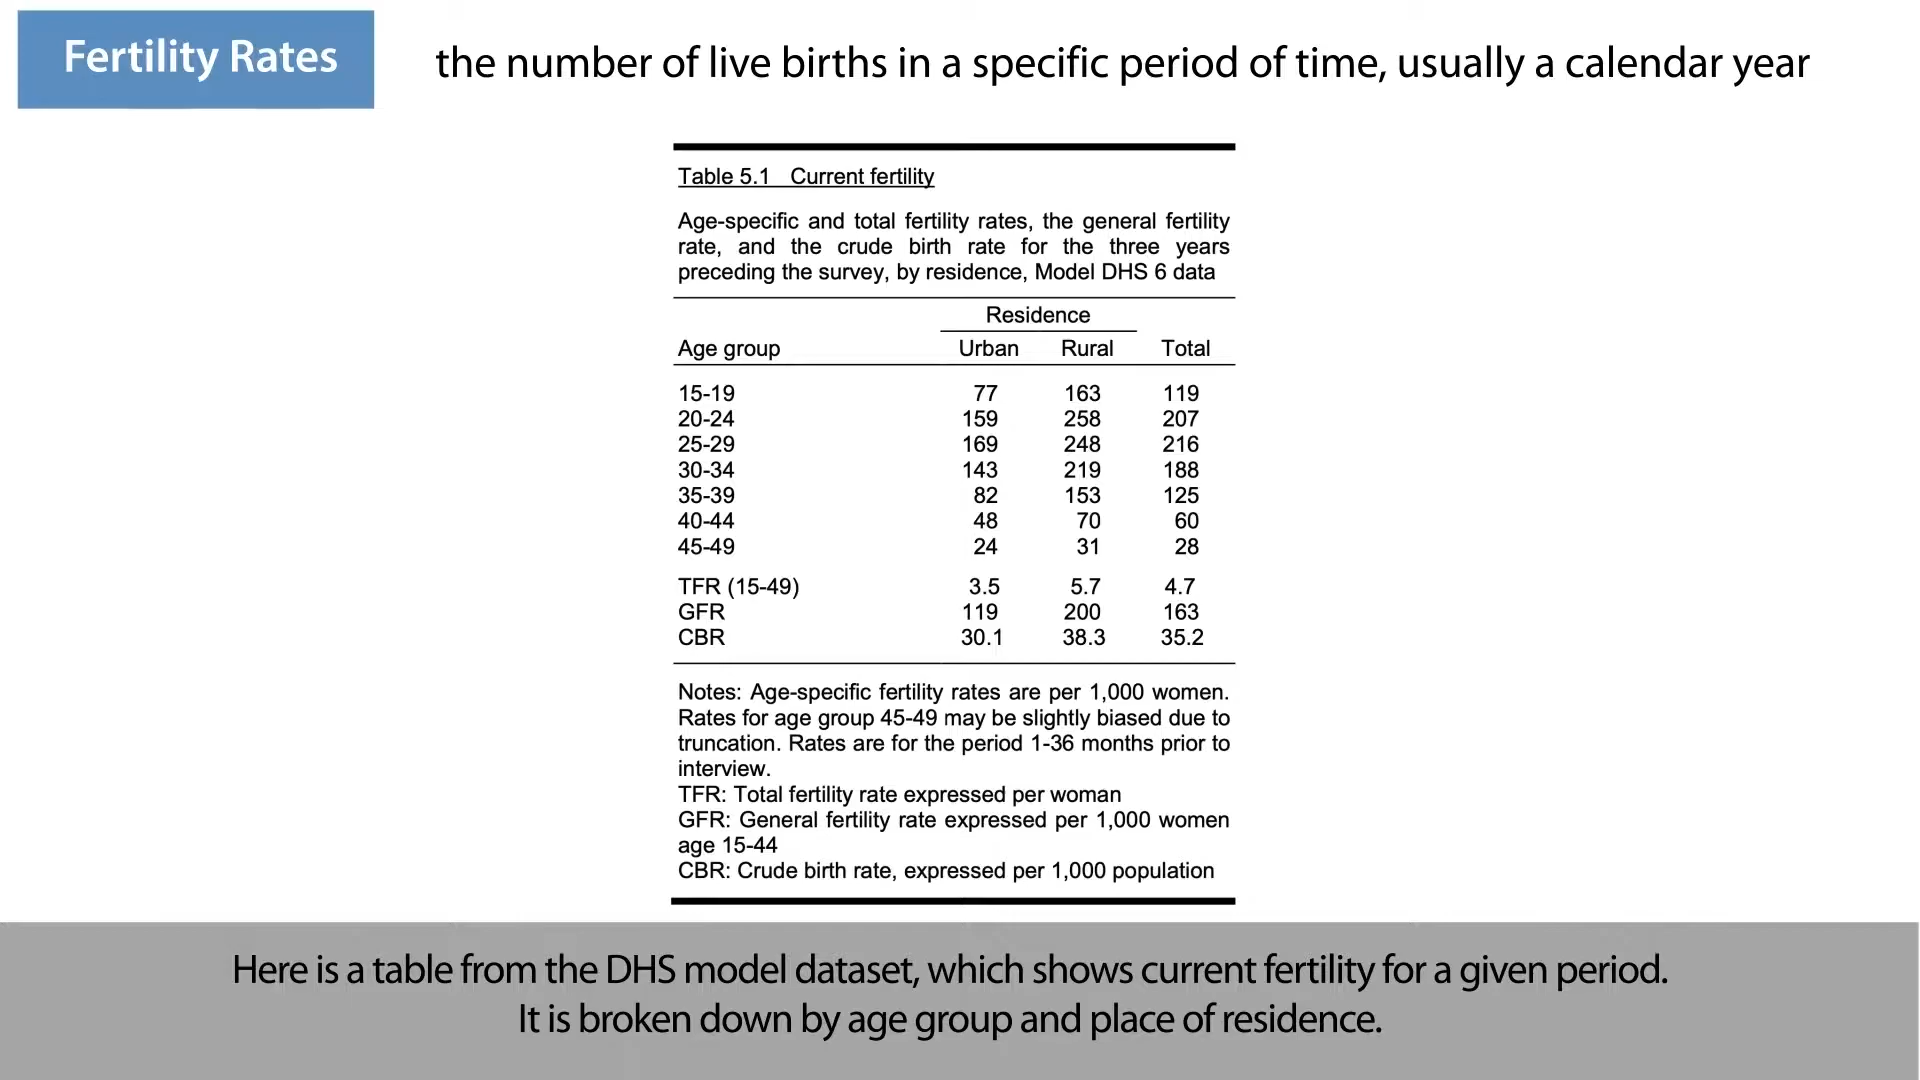 Fertility Rates
the number of live births in a specific period of time, usually a calendar year
Table 5.1 Current fertility
Age-specific and total fertility rates, the general fertility
rate, and the crude birth rate for the three years
preceding the survey, by residence, Model DHS 6 data
Residence
Age group Urban Rural Total
15-19 77 163 119
20-24 159 258 207
25-29 169 248 216
30-34 143 219 188
35-39 82 153 125
40-44 48 70 60
45-49 24 31 28
TFR (15-49) 3.5 5.7 4.7
GFR 119 200 163
CBR 30.1 38.3 35.2
Notes: Age-specific fertility rates are per 1,000 women.
Rates for age group 45-49 may be slightly biased due to
truncation. Rates are for the period 1-36 months prior to
interview.
TFR: Total fertility rate expressed per woman
GFR: General fertility rate expressed per 1,000 women
age 15-44
CBR: Crude birth rate, expressed per 1,000 population
Here is a table from the DHS model dataset, which shows current fertility for a given period.
It is broken down by age group and place of residence.